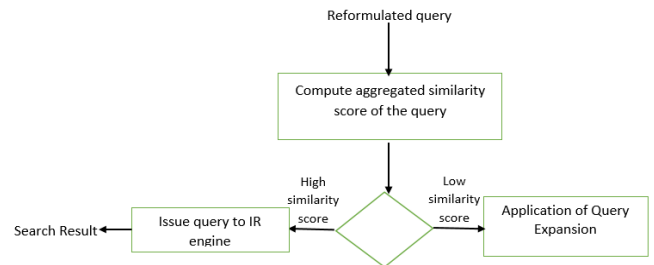 Reformulated query
Compute aggregated similarity
score of the query
High
similarity
score
Low
similarity
score
Search Result
Issue query to IR
engine
Application of Query
Expansion